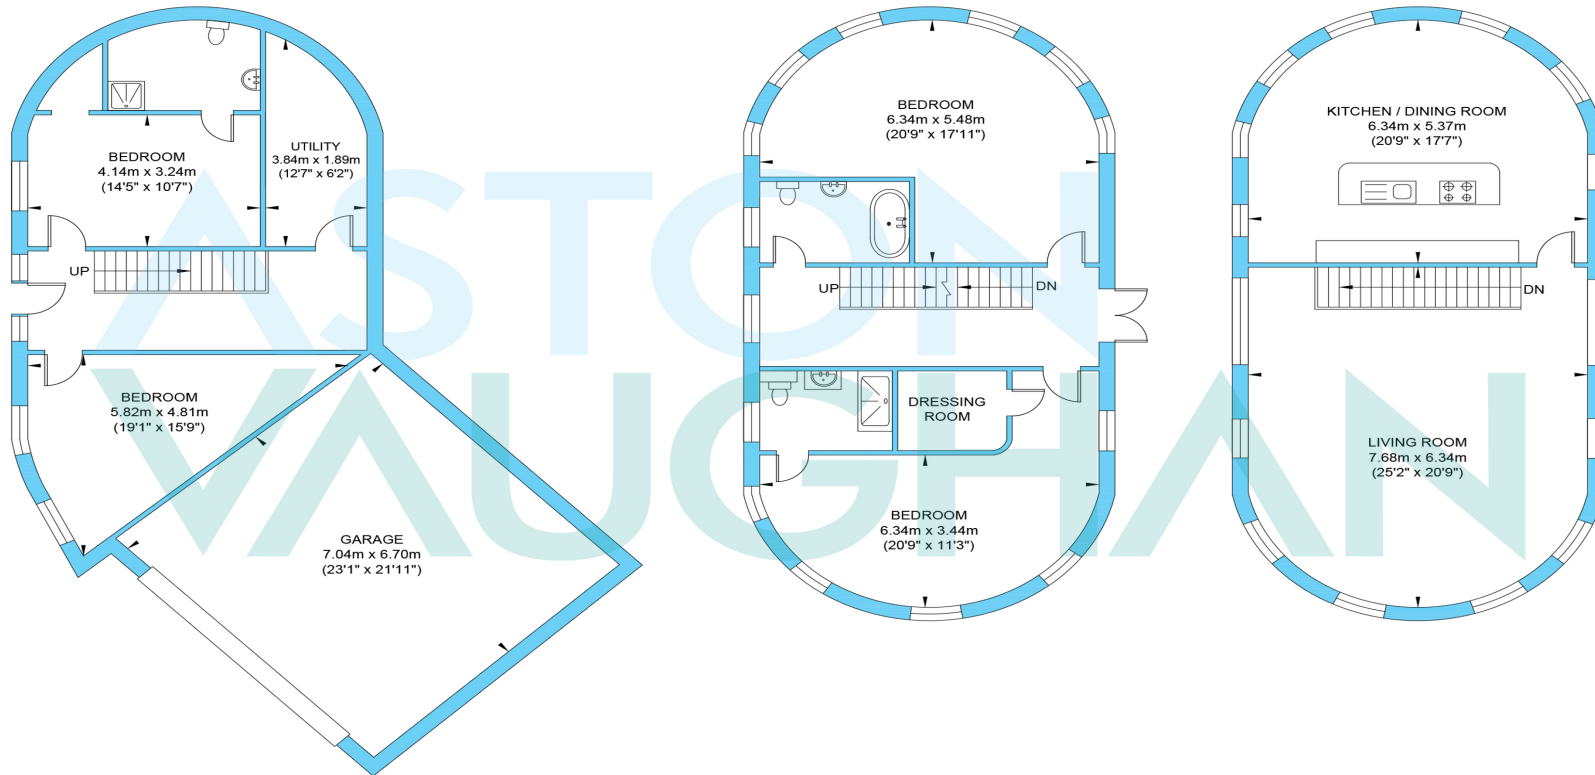 BEDROOM
4.14m x 3.24m
(14'5" x 10'7")
UTILITY
3.84m x 1.89m
(12'7" x 6'2")
UP
BEDROOM
5.82m x 4.81m
(19'1" x 15'9")
GARAGE
7.04m x 6.70m
(23'1" x 21'11")
BEDROOM
6.34m x 5.48m
(20'9" x 17'11")
UP
DN
DRESSING
ROOM
BEDROOM
6.34m x 3.44m
(20'9" x 11'3")
KITCHEN / DINING ROOM
6.34m x 5.37m
(20'9" x 17'7")
DN
LIVING ROOM
7.68m x 6.34m
(25'2" x 20'9")
ASTON
VAUGHAN